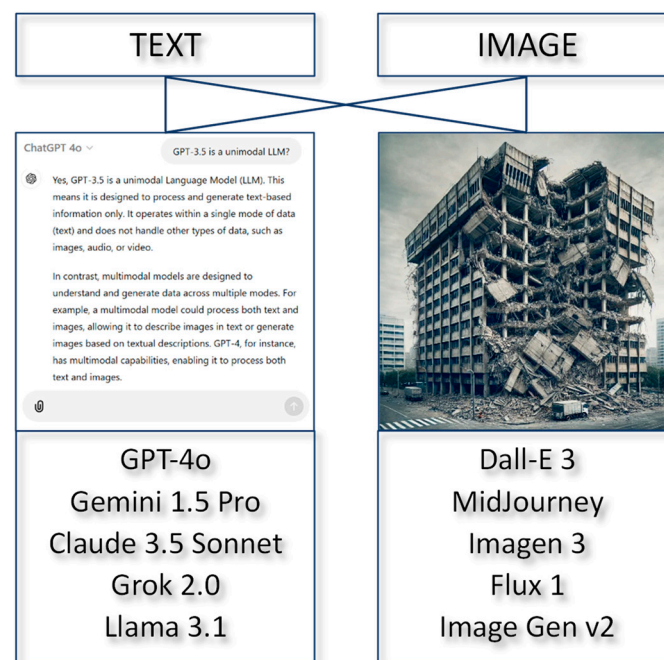 TEXT
IMAGE
ChatGPT 4o
GPT-3.5 is a unimodal LLM?
Yes, GPT-3.5 is a unimodal Language Model (LLM). This
means it is designed to process and generate text-based
information only. It operates within a single mode of data
(text) and does not handle other types of data, such as
images, audio, or video.
In contrast, multimodal models are designed to
understand and generate data across multiple modes. For
example, a multimodal model could process both text and
images, allowing it to describe images in text or generate
images based on textual descriptions. GPT-4, for instance,
has multimodal capabilities, enabling it to process both
text and images.
GPT-4o
Gemini 1.5 Pro
Claude 3.5 Sonnet
Grok 2.0
Llama 3.1
Dall-E 3
MidJourney
Imagen 3
Flux 1
Image Gen v2